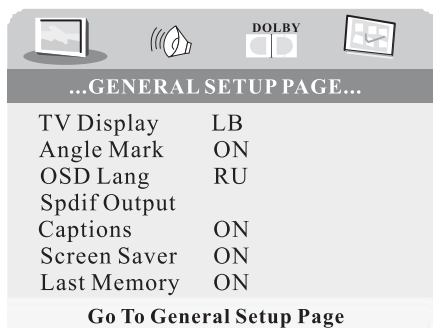 DOLBY
...GENERAL SETUP PAGE...
TV Display LB
Angle Mark ON
OSD Lang RU
Spdif Output
Captions ON
Screen Saver ON
Last Memory ON
Go To General Setup Page